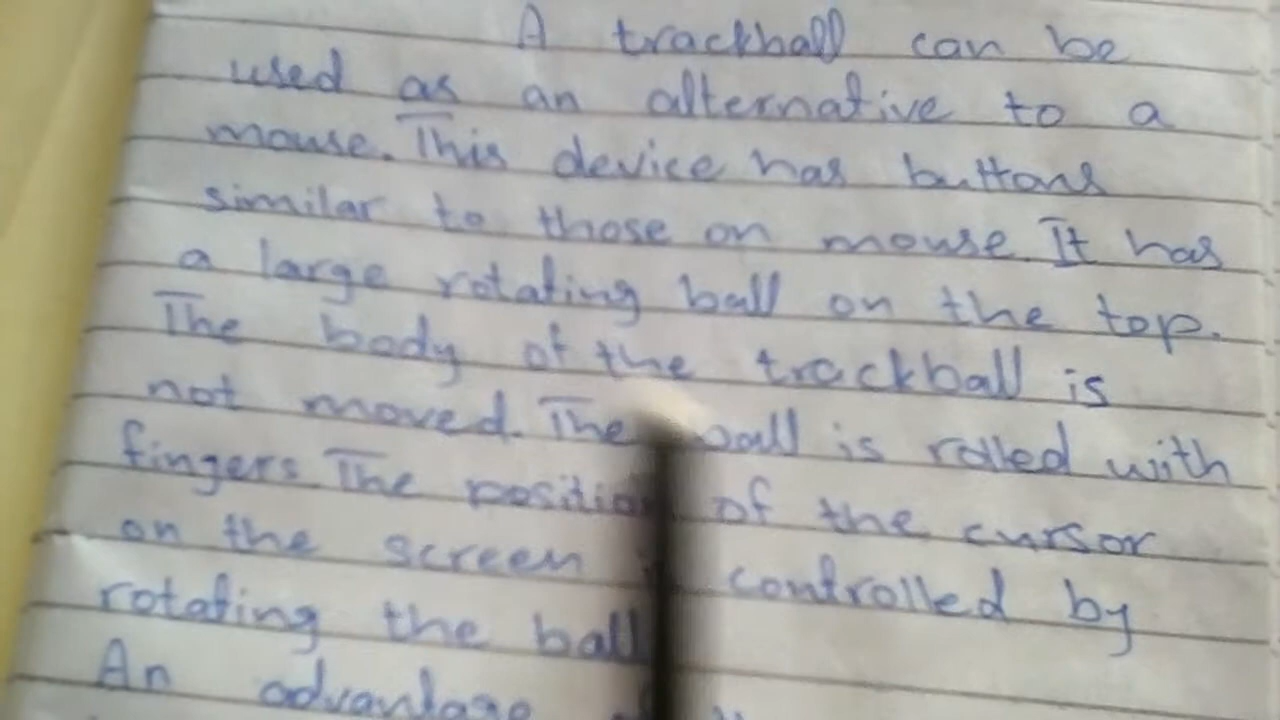 A trackball can be
used as an alternative to a
mouse. This device has buttons
similar to those on mouse. It has
a large rotating ball on the top.
The body of the trackball is
not moved. The ball is rolled with
fingers. The position of the cursor
on the screen controlled by
rotating the ball
An advantage